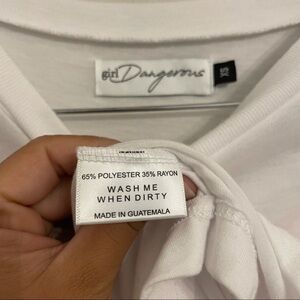 girl Dangerous
XS
65% POLYESTER 35% RAYON
WASH ME
WHEN DIRTY
MADE IN GUATEMALA